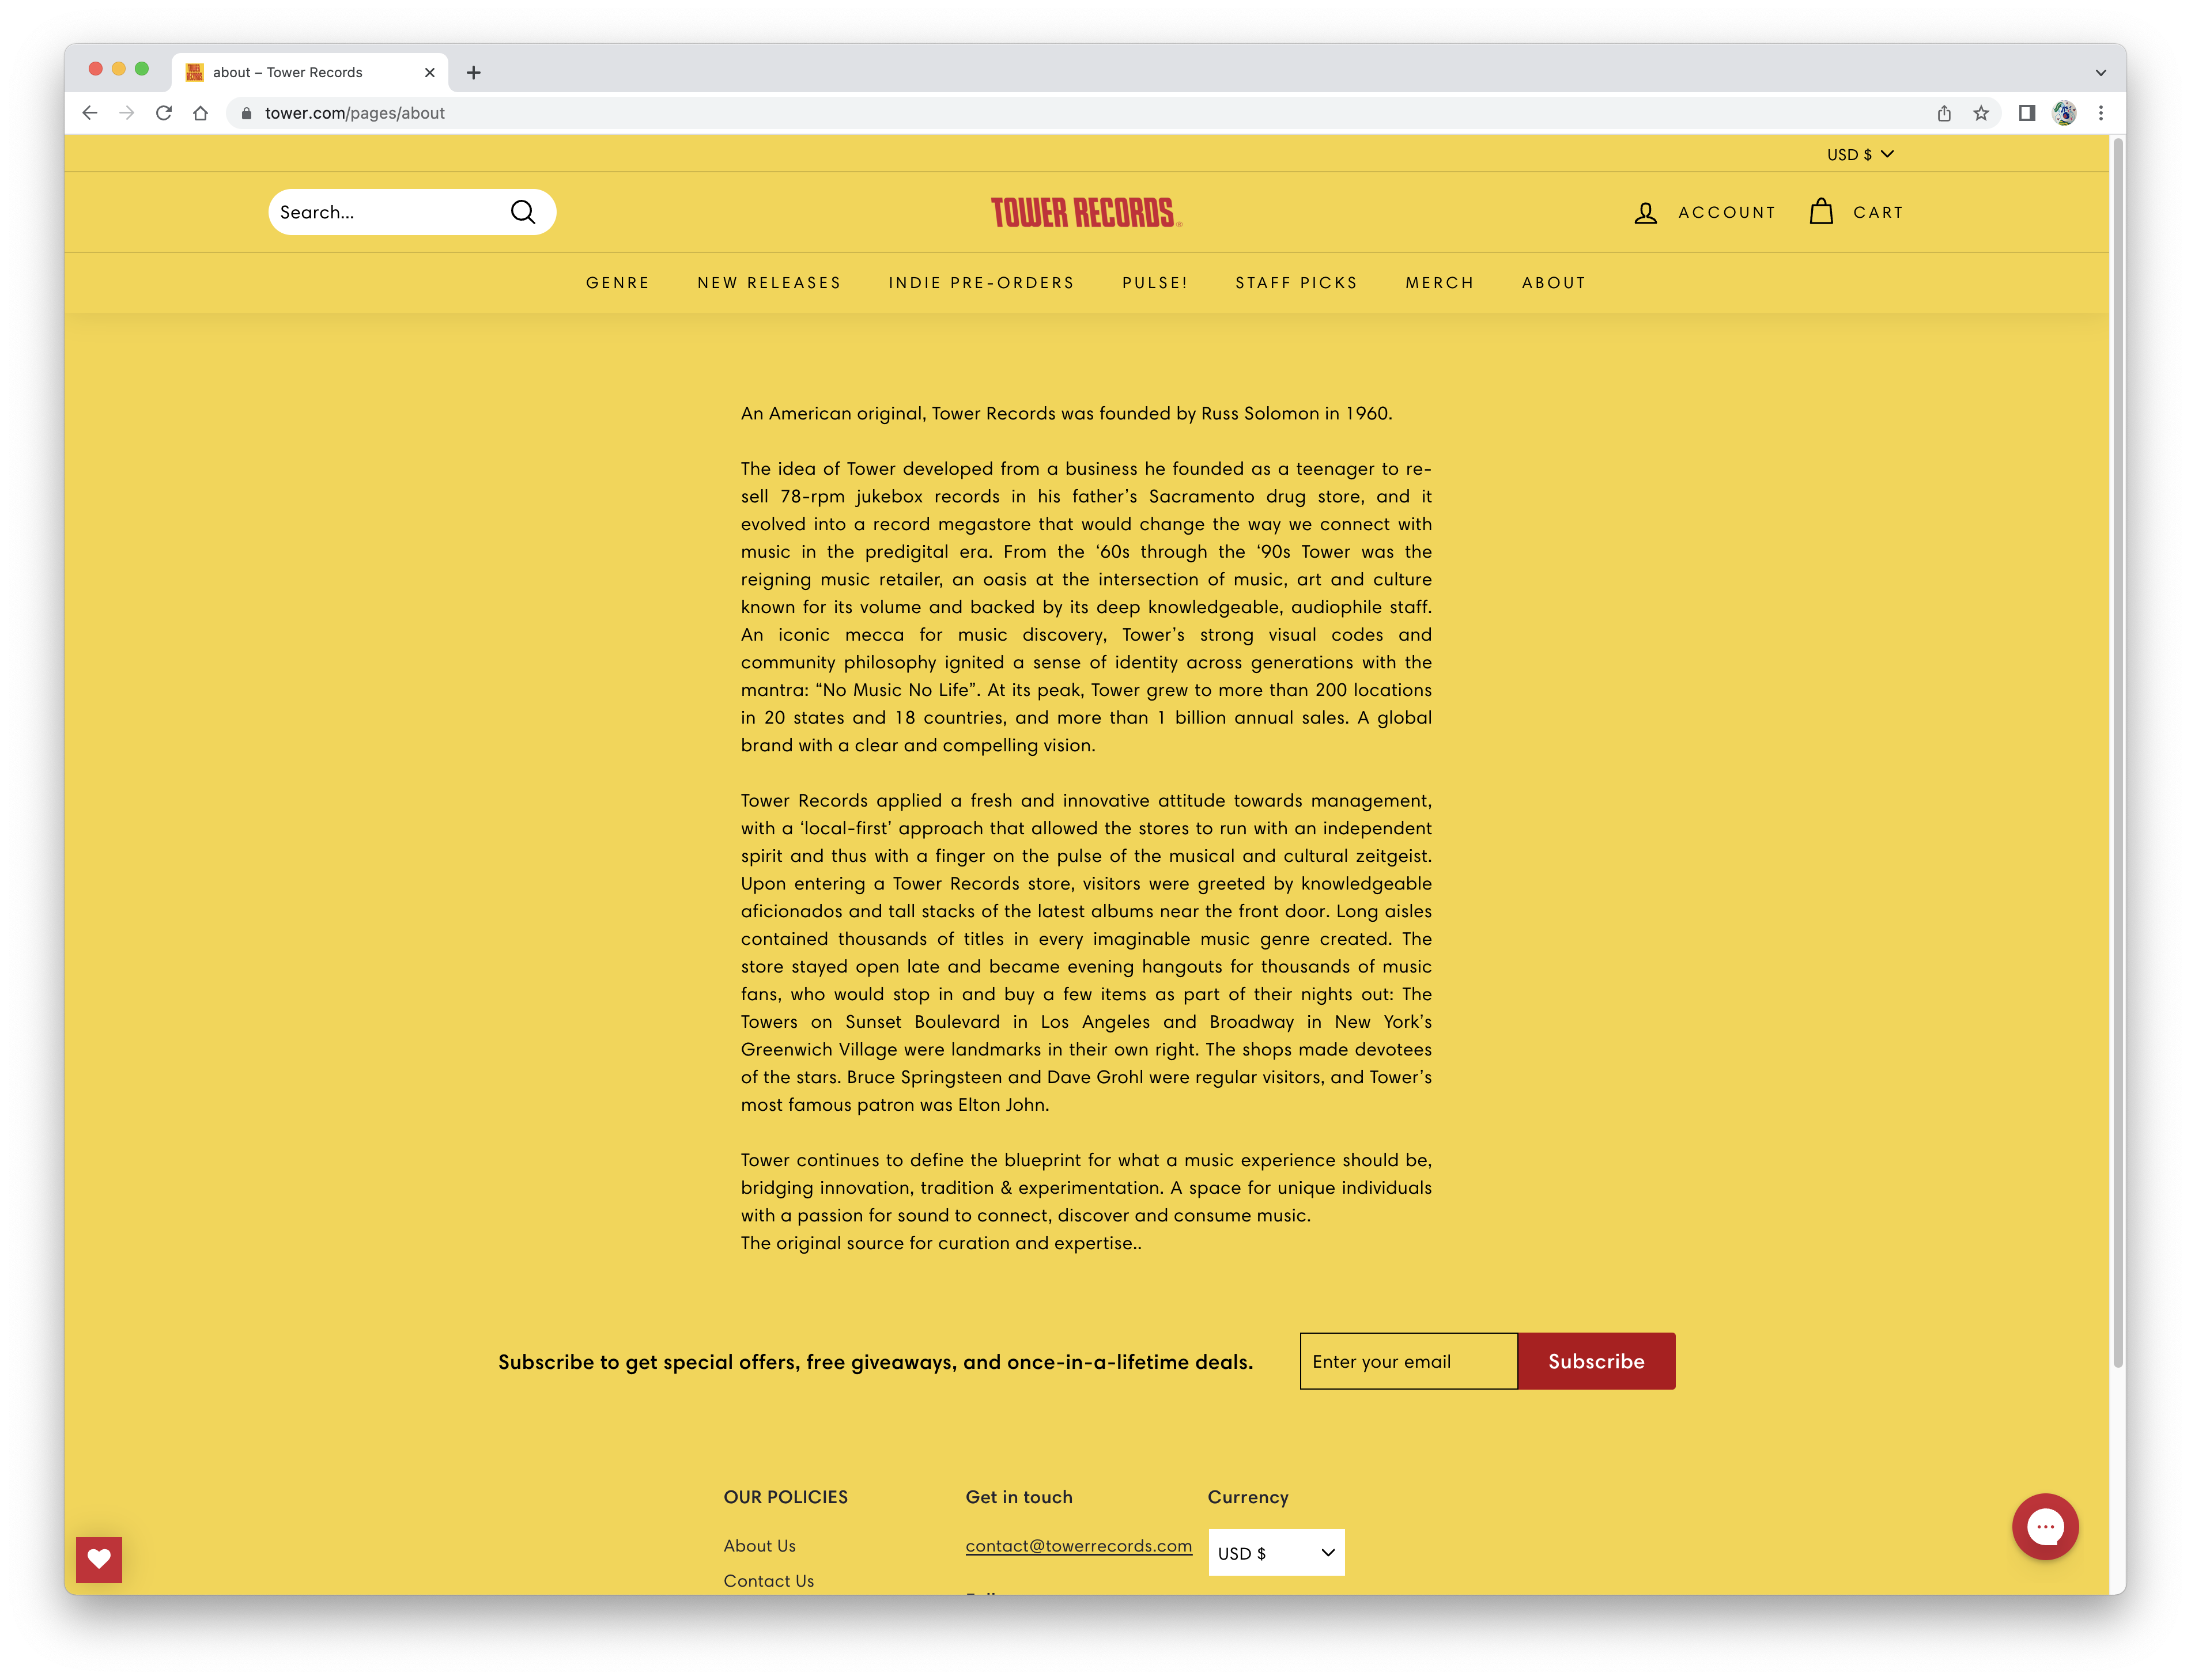 about – Tower Records
tower.com/pages/about
USD $
Search...
TOWER RECORDS®
ACCOUNT
CART
GENRE
NEW RELEASES
INDIE PRE-ORDERS
PULSE!
STAFF PICKS
MERCH
ABOUT
An American original, Tower Records was founded by Russ Solomon in 1960.
The idea of Tower developed from a business he founded as a teenager to re-
sell 78-rpm jukebox records in his father’s Sacramento drug store, and it
evolved into a record megastore that would change the way we connect with
music in the predigital era. From the ‘60s through the ‘90s Tower was the
reigning music retailer, an oasis at the intersection of music, art and culture
known for its volume and backed by its deep knowledgeable, audiophile staff.
An iconic mecca for music discovery, Tower’s strong visual codes and
community philosophy ignited a sense of identity across generations with the
mantra: “No Music No Life”. At its peak, Tower grew to more than 200 locations
in 20 states and 18 countries, and more than 1 billion annual sales. A global
brand with a clear and compelling vision.
Tower Records applied a fresh and innovative attitude towards management,
with a ‘local-first’ approach that allowed the stores to run with an independent
spirit and thus with a finger on the pulse of the musical and cultural zeitgeist.
Upon entering a Tower Records store, visitors were greeted by knowledgeable
aficionados and tall stacks of the latest albums near the front door. Long aisles
contained thousands of titles in every imaginable music genre created. The
store stayed open late and became evening hangouts for thousands of music
fans, who would stop in and buy a few items as part of their nights out: The
Towers on Sunset Boulevard in Los Angeles and Broadway in New York’s
Greenwich Village were landmarks in their own right. The shops made devotees
of the stars. Bruce Springsteen and Dave Grohl were regular visitors, and Tower’s
most famous patron was Elton John.
Tower continues to define the blueprint for what a music experience should be,
bridging innovation, tradition & experimentation. A space for unique individuals
with a passion for sound to connect, discover and consume music.
The original source for curation and expertise..
Subscribe to get special offers, free giveaways, and once-in-a-lifetime deals.
Enter your email
Subscribe
OUR POLICIES
About Us
Contact Us
Get in touch
contact@towerrecords.com
Currency
USD $